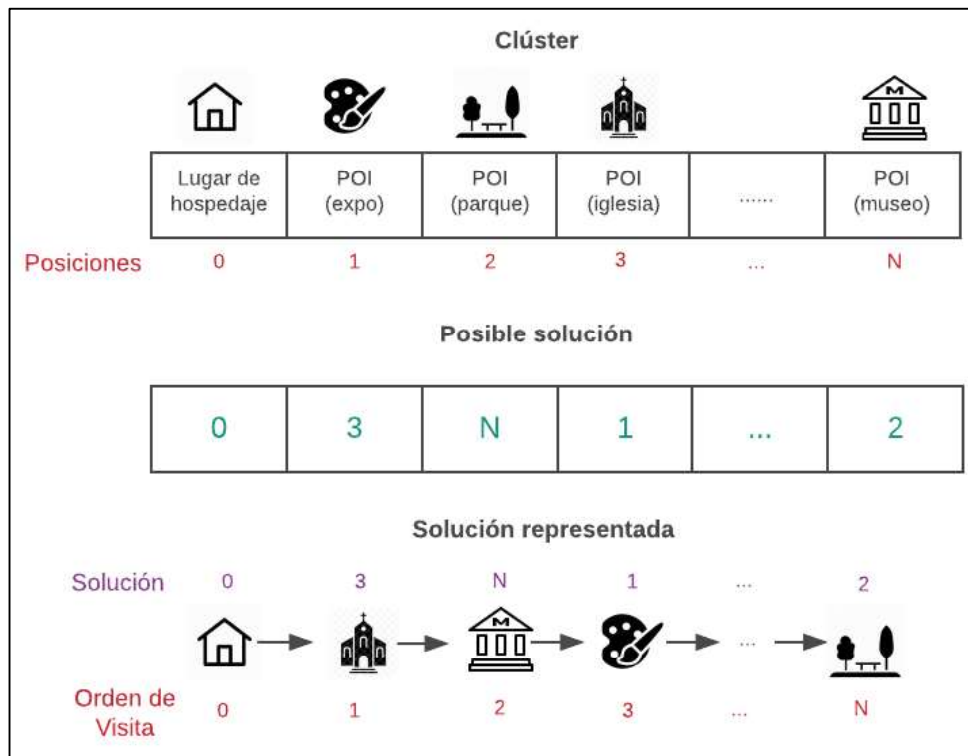 Clúster
M
Lugar de hospedaje
POI (expo)
POI (parque)
POI (iglesia)
......
POI (museo)
Posiciones 0 1 2 3 ... N
Posible solución
0 3 N 1 ... 2
Solución representada
Solución 0 3 N 1 ... 2
M
...
Orden de Visita 0 1 2 3 ... N